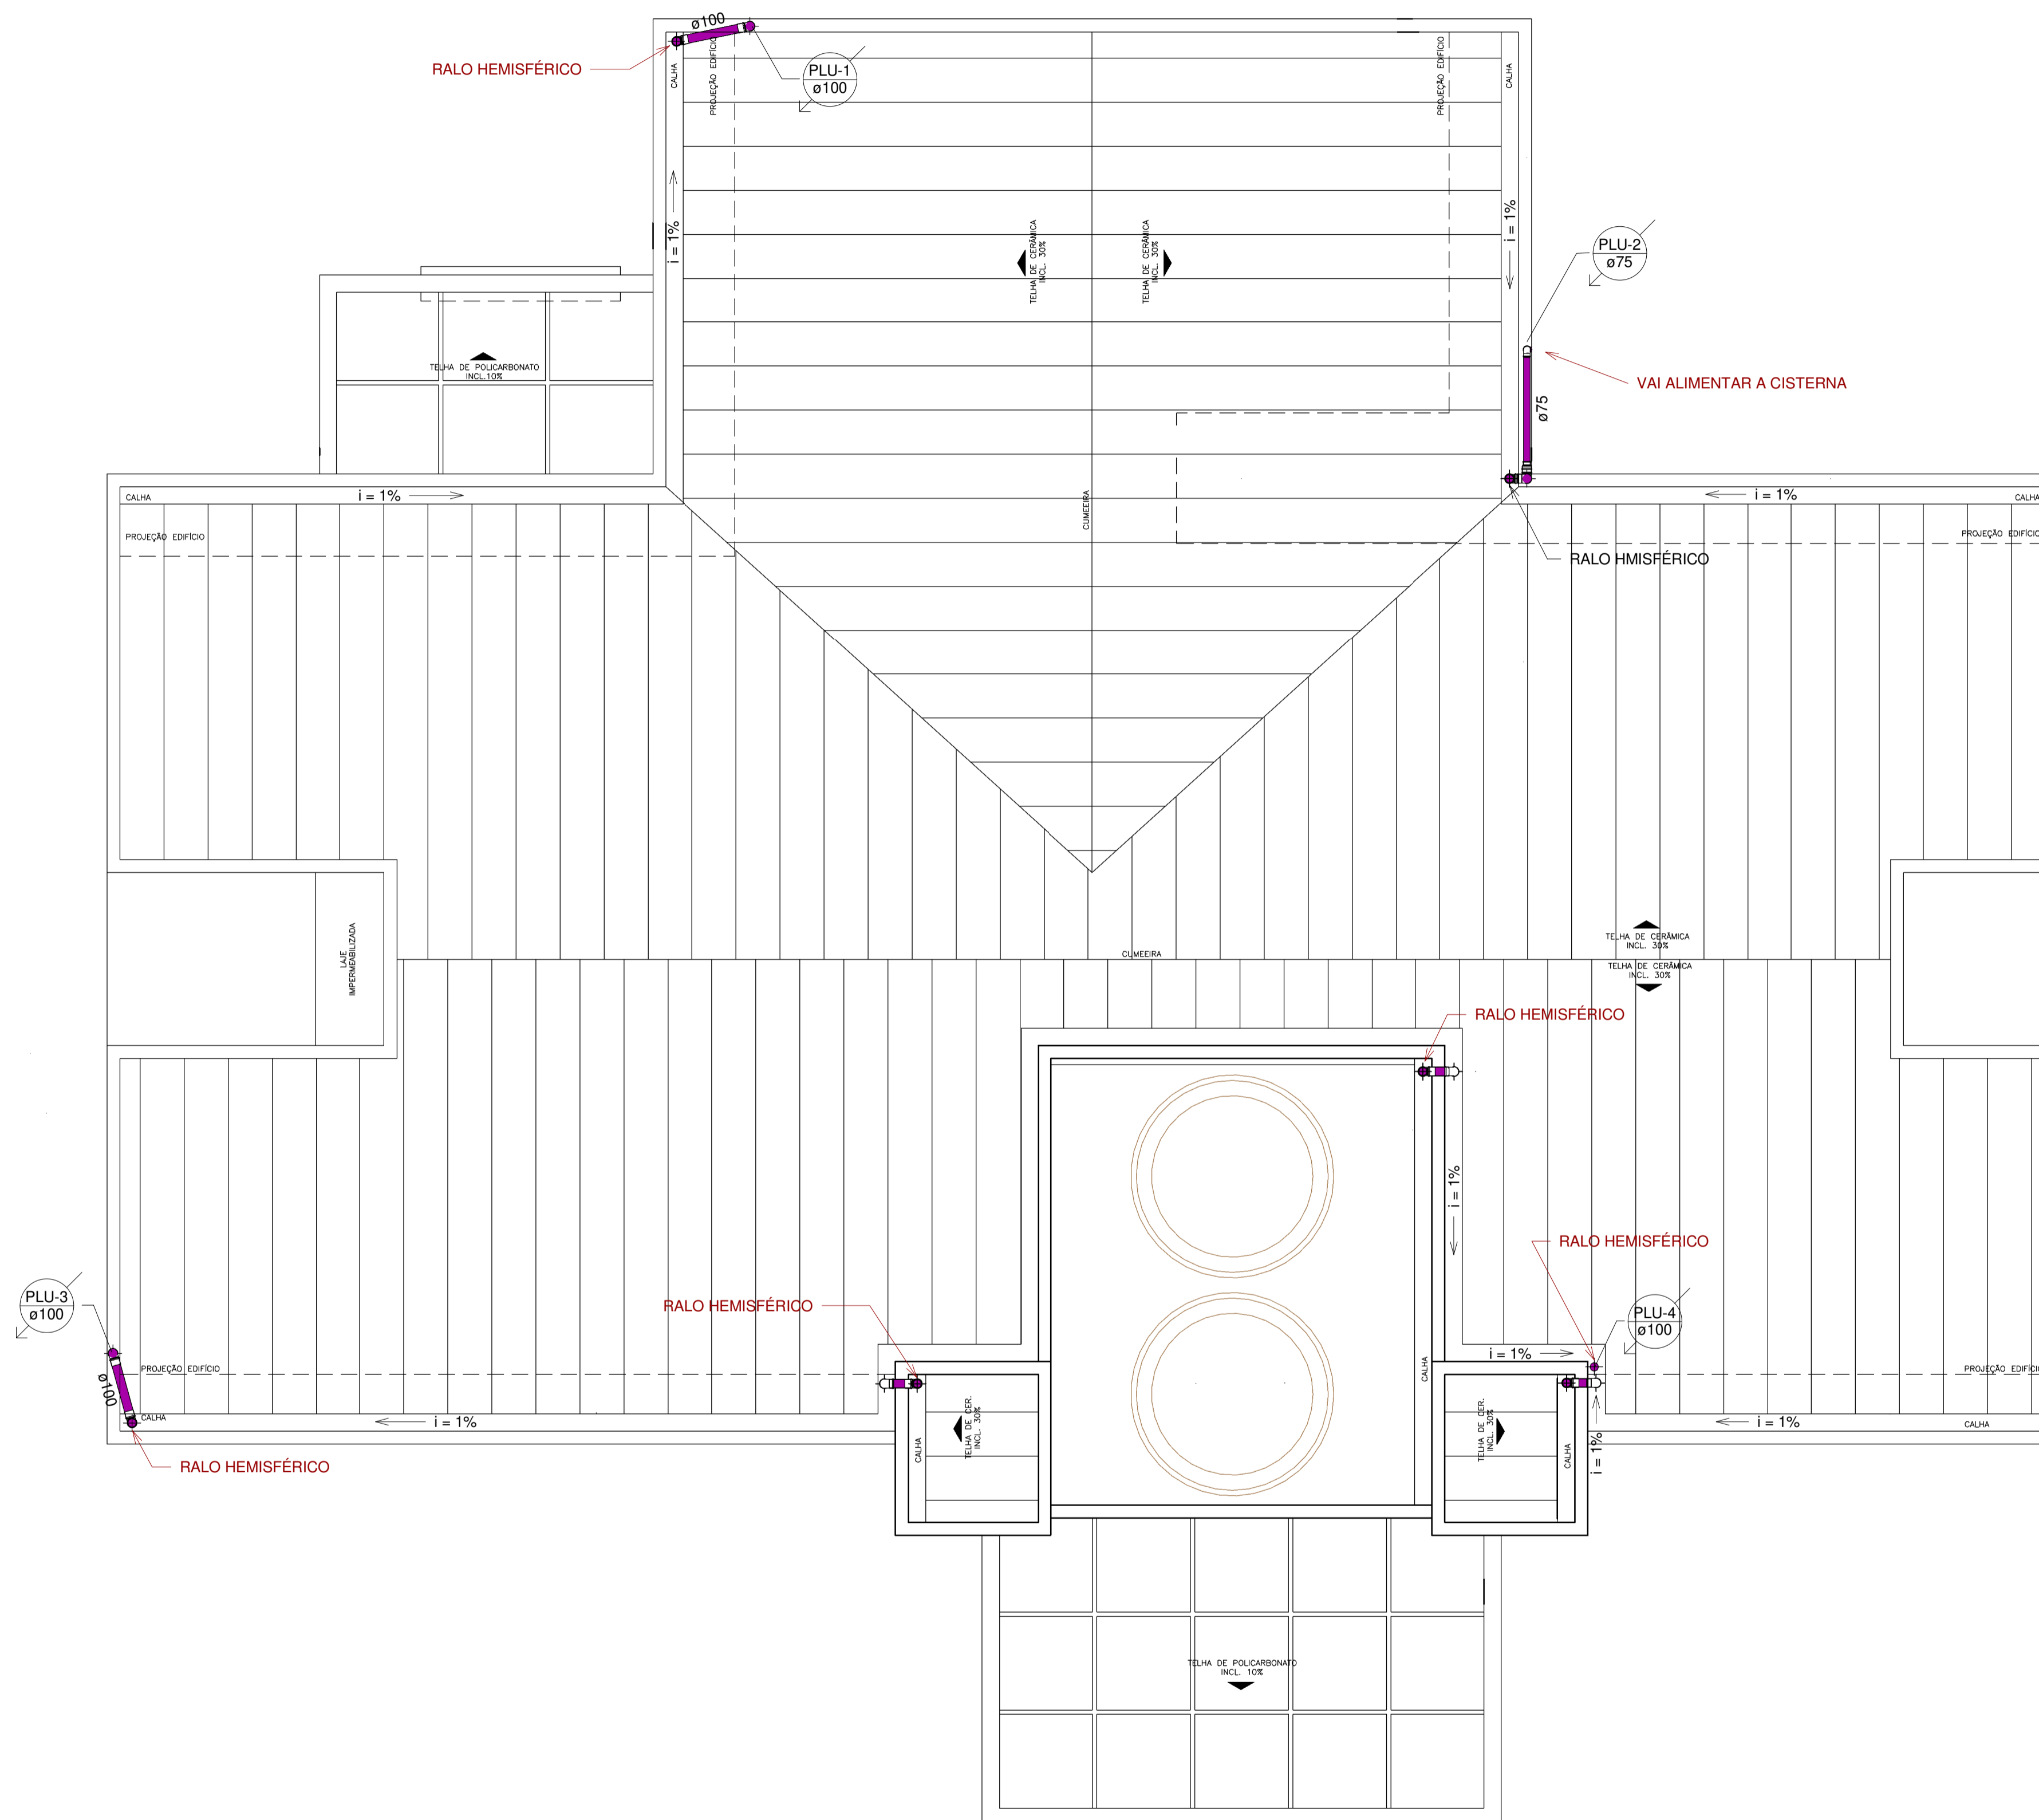 ø100
RALO HEMISFÉRICO
PLU-1
ø100
CALHA
PROJEÇÃO EDIFÍCIO
PROJEÇÃO EDIFÍCIO
CALHA
i = 1%
i = 1%
TELHA DE CERÂMICA
INCL. 30%
TELHA DE CERÂMICA
INCL. 30%
PLU-2
ø75
TELHA DE POLICARBONATO
INCL.10%
VAI ALIMENTAR A CISTERNA
ø75
CALHA
i = 1%
CUMEEIRA
i = 1%
CALHA
PROJEÇÃO EDIFÍCIO
PROJEÇÃO EDIFÍCIO
RALO HMISFÉRICO
LAJE
IMPERMEABILIZADA
CUMEEIRA
TELHA DE CERÂMICA
INCL. 30%
TELHA DE CERÂMICA
INCL. 30%
RALO HEMISFÉRICO
i = 1%
RALO HEMISFÉRICO
PLU-3
ø100
RALO HEMISFÉRICO
PLU-4
ø100
i = 1%
PROJEÇÃO EDIFÍCIO
CALHA
PROJEÇÃO EDIFÍCIO
ø100
CALHA
i = 1%
CALHA
TELHA DE CER.
INCL. 30%
TELHA DE CER.
INCL. 30%
CALHA
i = 1%
i = 1%
CALHA
RALO HEMISFÉRICO
TELHA DE POLICARBONATO
INCL. 10%